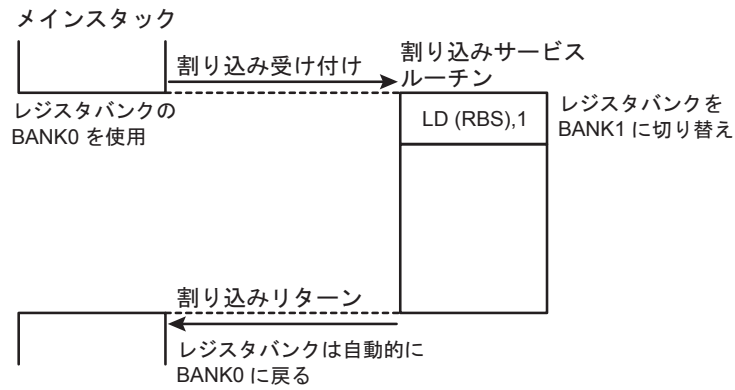 メインスタック
割り込み受け付け
割り込みサービス
ルーチン
レジスタバンクの
BANK0 を使用
LD (RBS),1
レジスタバンクを
BANK1 に切り替え
割り込みリターン
レジスタバンクは自動的に
BANK0 に戻る